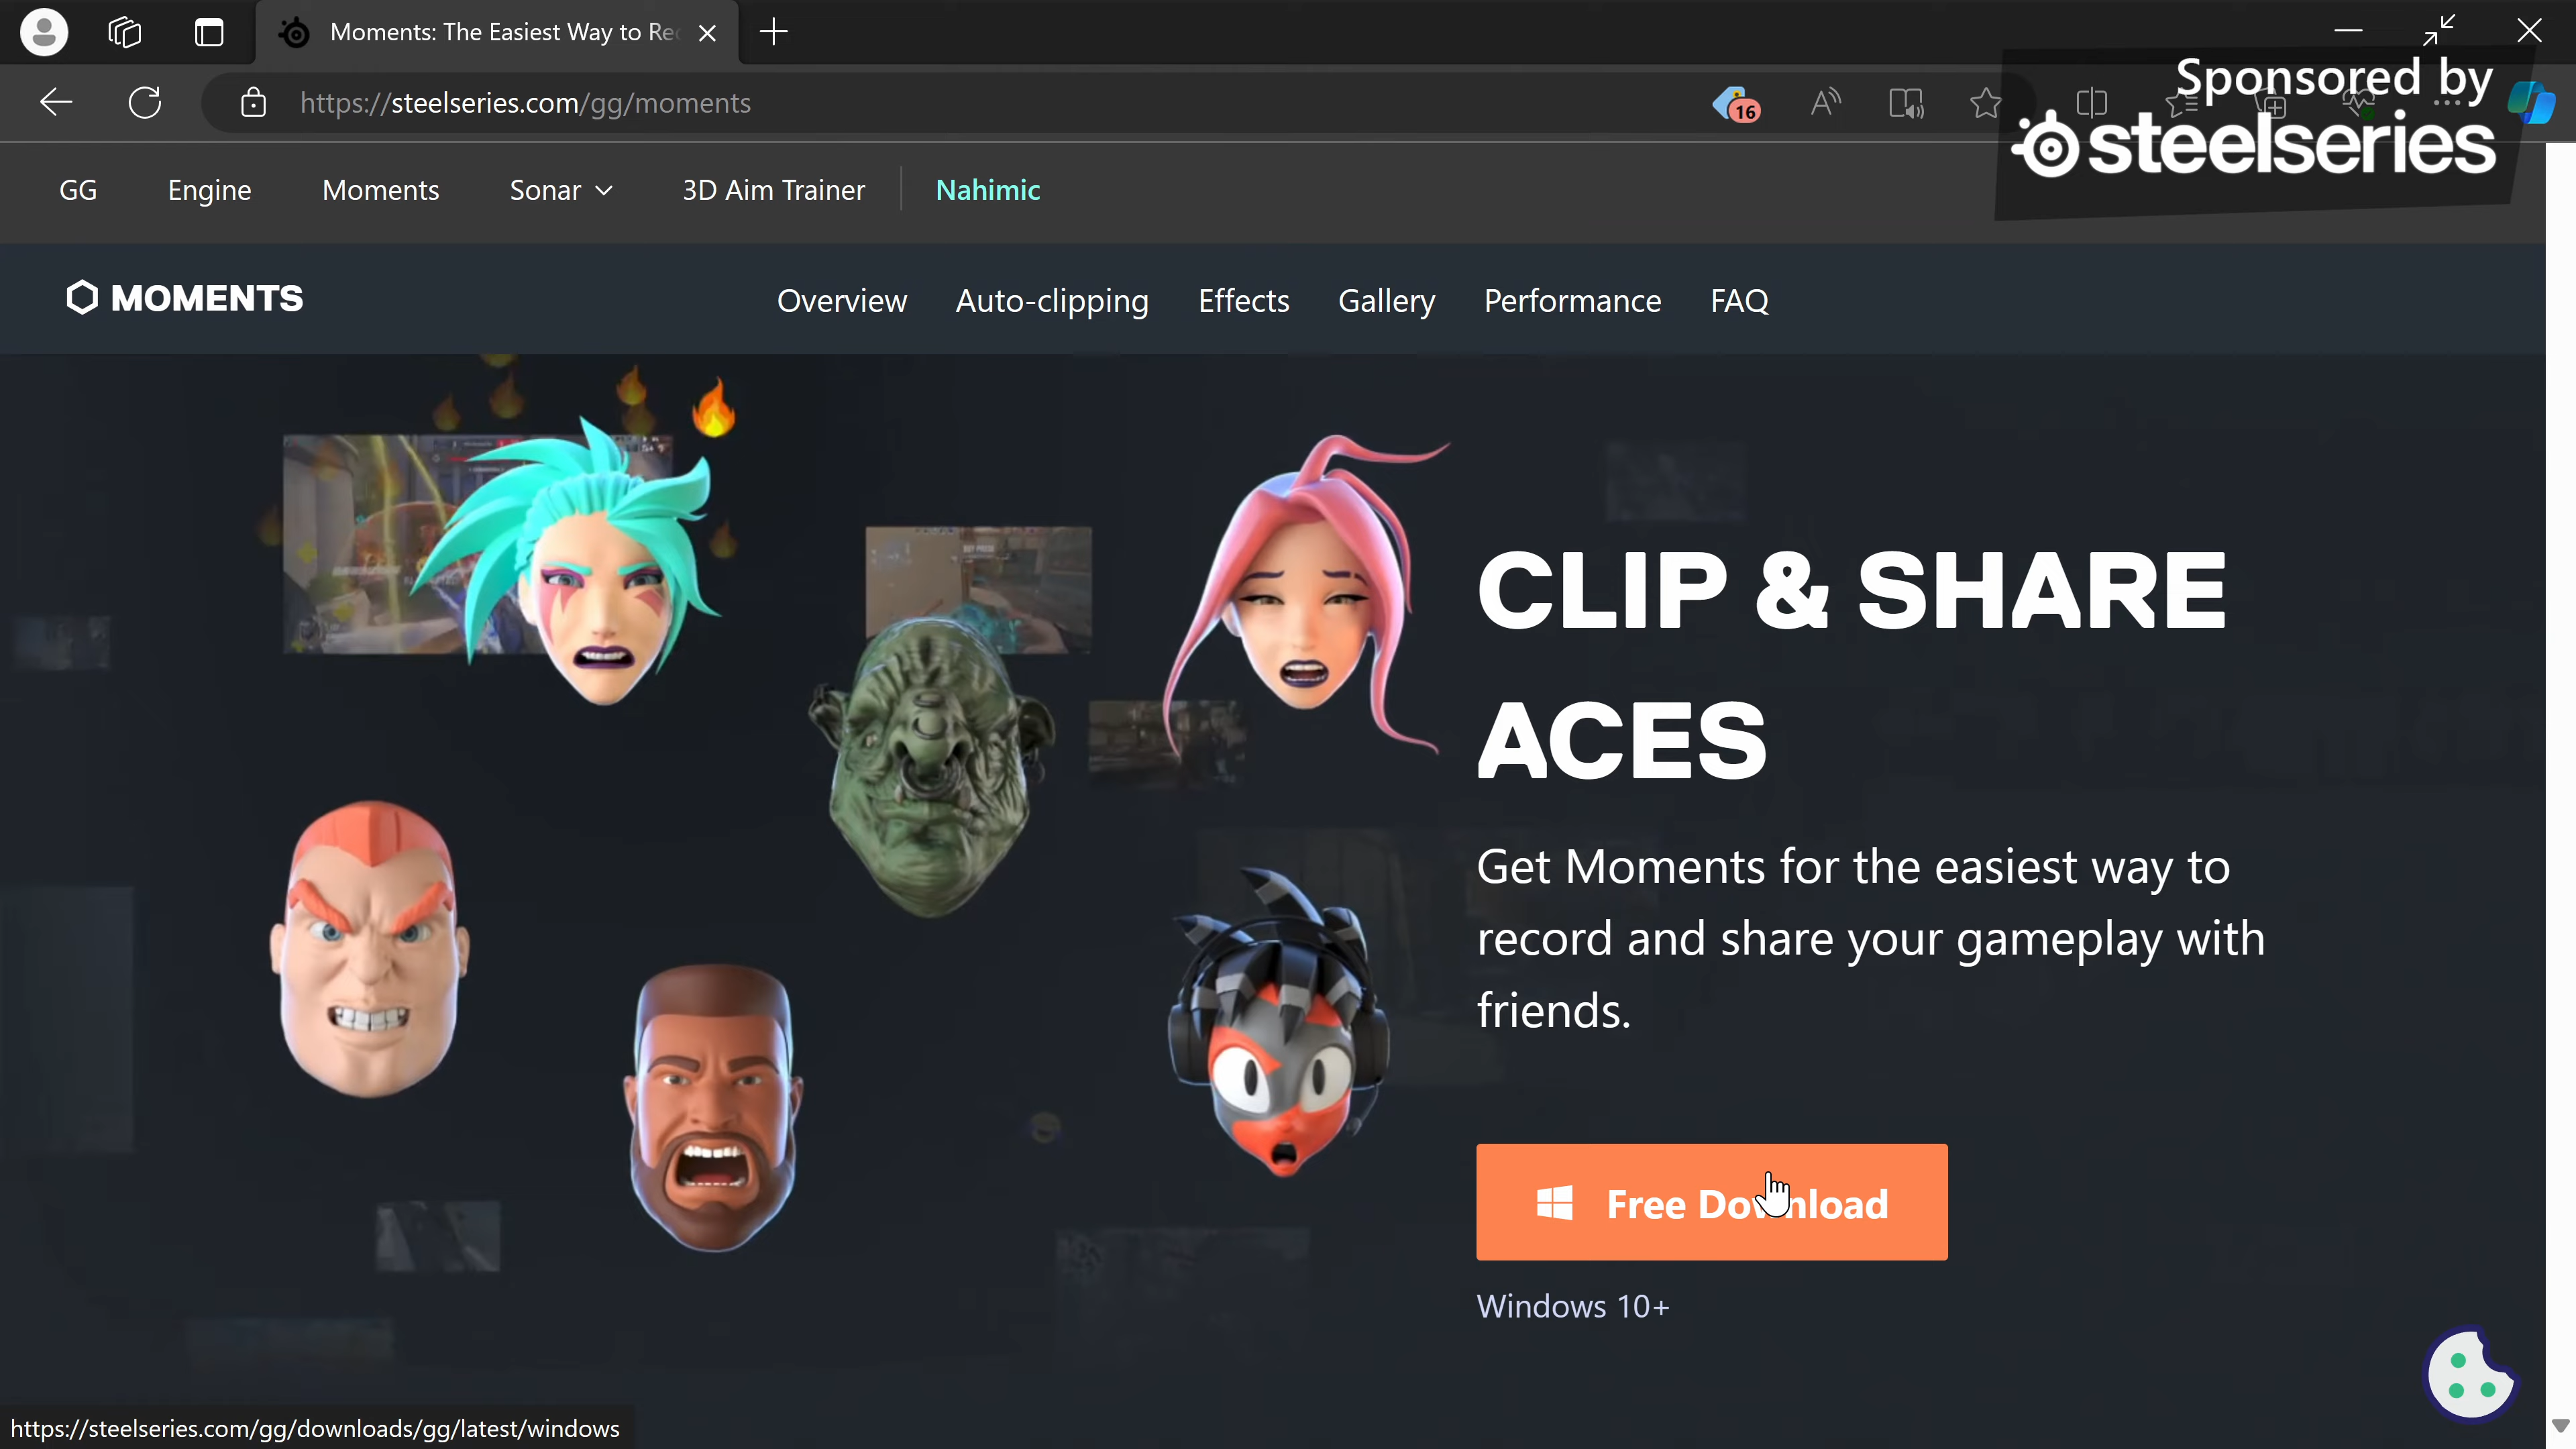 Moments: The Easiest Way to Rec
https://steelseries.com/gg/moments
16
Sponsored by
steelseries
GG Engine Moments Sonar 3D Aim Trainer Nahimic
MOMENTS
Overview Auto-clipping Effects Gallery Performance FAQ
CLIP & SHARE
ACES
Get Moments for the easiest way to
record and share your gameplay with
friends.
Free Download
Windows 10+
https://steelseries.com/gg/downloads/gg/latest/windows